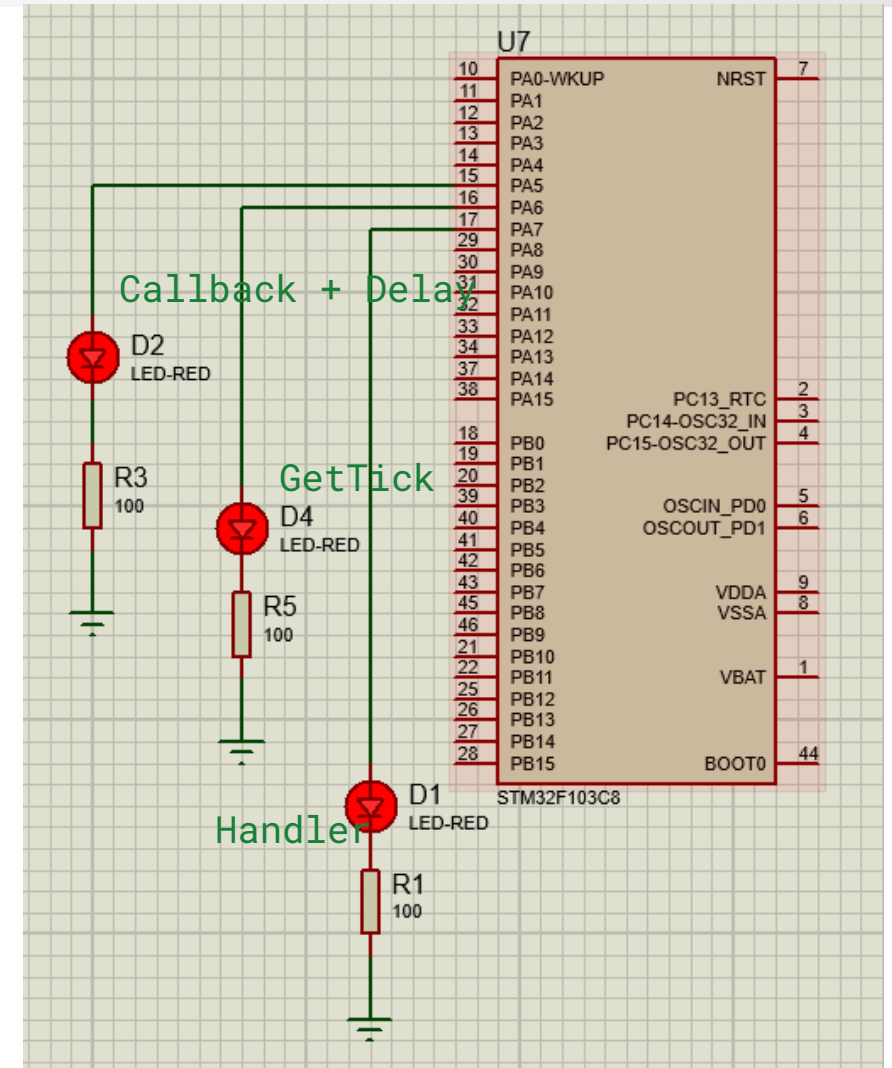 U7
10 PA0-WKUP NRST 7
11 PA1
12 PA2
13 PA3
14 PA4
15 PA5
16 PA6
17 PA7
29 PA8
30 PA9
31 PA10
32 PA11
33 PA12
34 PA13
37 PA14
38 PA15 PC13_RTC 2
PC14-OSC32_IN 3
18 PB0 PC15-OSC32_OUT 4
19 PB1
20 PB2
39 PB3 OSCIN_PD0 5
40 PB4 OSCOUT_PD1 6
41 PB5
42 PB6
43 PB7 VDDA 9
45 PB8 VSSA 8
46 PB9
21 PB10
22 PB11 VBAT 1
25 PB12
26 PB13
27 PB14
28 PB15 BOOT0 44
STM32F103C8
Callback + Delay
D2
LED-RED
R3
100
GetTick
D4
LED-RED
R5
100
Handler
D1
LED-RED
R1
100